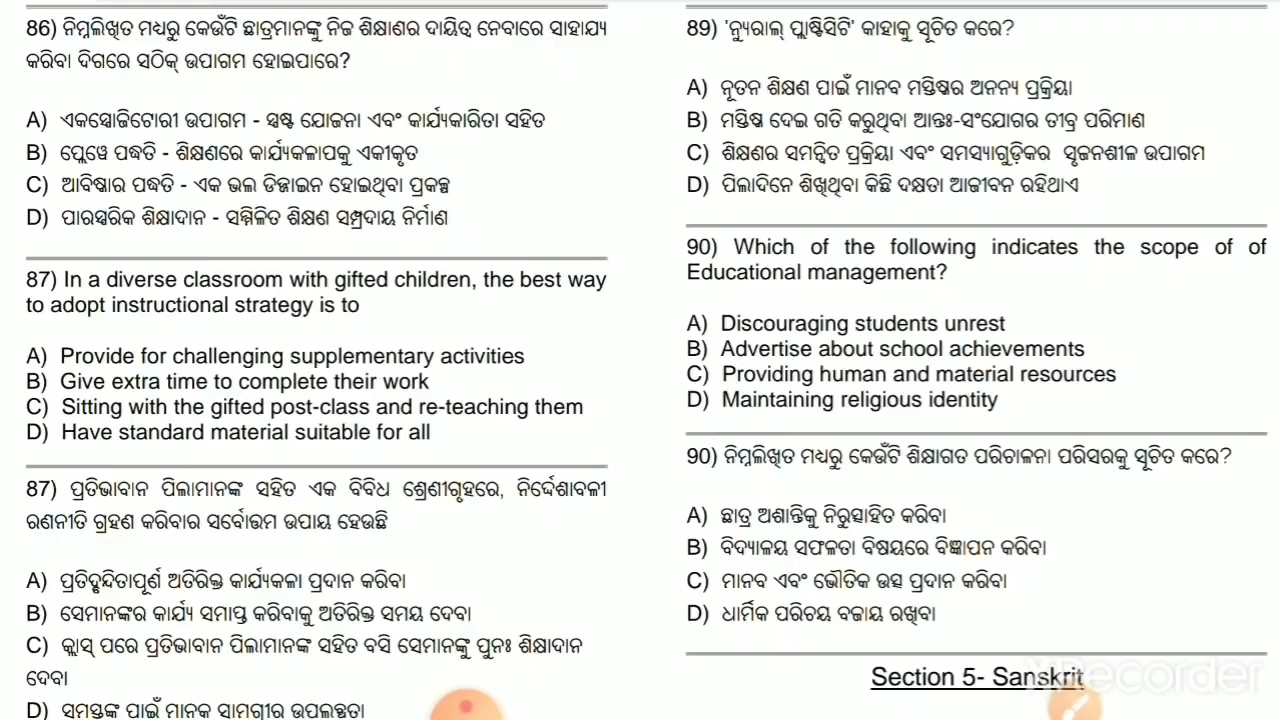 86) ନିମ୍ନଲିଖିତ ମଧ୍ୟରୁ କେଉଁଟି ଛାତ୍ରମାନଙ୍କୁ ନିଜ ଶିକ୍ଷାଣର ଦାୟିତ୍ୱ ନେବାରେ ସାହାଯ୍ୟ
କରିବା ଦିଗରେ ସଠିକ୍ ଉପାଗମ ହୋଇପାରେ?
A) ଏକସ୍ପୋଜିଟୋରୀ ଉପାଗମ - ସ୍ପଷ୍ଟ ଯୋଜନା ଏବଂ କାର୍ଯ୍ୟକାରିତା ସହିତ
B) ପ୍ଲେୱେ ପଦ୍ଧତି - ଶିକ୍ଷଣରେ କାର୍ଯ୍ୟକଳାପକୁ ଏକୀକୃତ
C) ଆବିଷ୍କାର ପଦ୍ଧତି - ଏକ ଭଲ ଡିଜାଇନ ହୋଇଥିବା ପ୍ରକଳ୍ପ
D) ପାରସ୍ପରିକ ଶିକ୍ଷାଦାନ - ସମ୍ମିଳିତ ଶିକ୍ଷଣ ସମ୍ପ୍ରଦାୟ ନିର୍ମାଣ
87) In a diverse classroom with gifted children, the best way
to adopt instructional strategy is to
A) Provide for challenging supplementary activities
B) Give extra time to complete their work
C) Sitting with the gifted post-class and re-teaching them
D) Have standard material suitable for all
87) ପ୍ରତିଭାବାନ ପିଲାମାନଙ୍କ ସହିତ ଏକ ବିବିଧ ଶ୍ରେଣୀଗୃହରେ, ନିର୍ଦ୍ଦେଶାବଳୀ
ରଣନୀତି ଗ୍ରହଣ କରିବାର ସର୍ବୋତ୍ତମ ଉପାୟ ହେଉଛି
A) ପ୍ରତିଦ୍ବନ୍ଦିତାପୂର୍ଣ ଅତିରିକ୍ତ କାର୍ଯ୍ୟକଳା ପ୍ରଦାନ କରିବା
B) ସେମାନଙ୍କର କାର୍ଯ୍ୟ ସମାପ୍ତ କରିବାକୁ ଅତିରିକ୍ତ ସମୟ ଦେବା
C) କ୍ଲାସ୍ ପରେ ପ୍ରତିଭାବାନ ପିଲାମାନଙ୍କ ସହିତ ବସି ସେମାନଙ୍କୁ ପୁନଃ ଶିକ୍ଷାଦାନ
ଦେବା
D) ସମସ୍ତଙ୍କ ପାଇଁ ମାନକ ସାମଗ୍ରୀର ଉପଲବ୍ଧତା
89) 'ନ୍ୟୁରାଲ୍ ପ୍ଲାଷ୍ଟିସିଟି' କାହାକୁ ସୂଚିତ କରେ?
A) ନୂତନ ଶିକ୍ଷଣ ପାଇଁ ମାନବ ମସ୍ତିଷ୍କର ଅନନ୍ୟ ପ୍ରକ୍ରିୟା
B) ମସ୍ତିଷ୍କ ଦେଇ ଗତି କରୁଥିବା ଆନ୍ତଃ-ସଂଯୋଗର ତୀବ୍ର ପରିମାଣ
C) ଶିକ୍ଷଣର ସମନ୍ୱିତ ପ୍ରକ୍ରିୟା ଏବଂ ସମସ୍ୟାଗୁଡ଼ିକର ସୃଜନଶୀଳ ଉପାଗମ
D) ପିଲାଦିନେ ଶିଖିଥିବା କିଛି ଦକ୍ଷତା ଆଜୀବନ ରହିଥାଏ
90) Which of the following indicates the scope of of
Educational management?
A) Discouraging students unrest
B) Advertise about school achievements
C) Providing human and material resources
D) Maintaining religious identity
90) ନିମ୍ନଲିଖିତ ମଧ୍ୟରୁ କେଉଁଟି ଶିକ୍ଷାଗତ ପରିଚାଳନା ପରିସରକୁ ସୂଚିତ କରେ?
A) ଛାତ୍ର ଅଶାନ୍ତିକୁ ନିରୁତ୍ସାହିତ କରିବା
B) ବିଦ୍ୟାଳୟ ସଫଳତା ବିଷୟରେ ବିଜ୍ଞାପନ କରିବା
C) ମାନବ ଏବଂ ଭୌତିକ ଉତ୍ସ ପ୍ରଦାନ କରିବା
D) ଧାର୍ମିକ ପରିଚୟ ବଜାୟ ରଖିବା
Section 5- Sanskrit
XRecorder